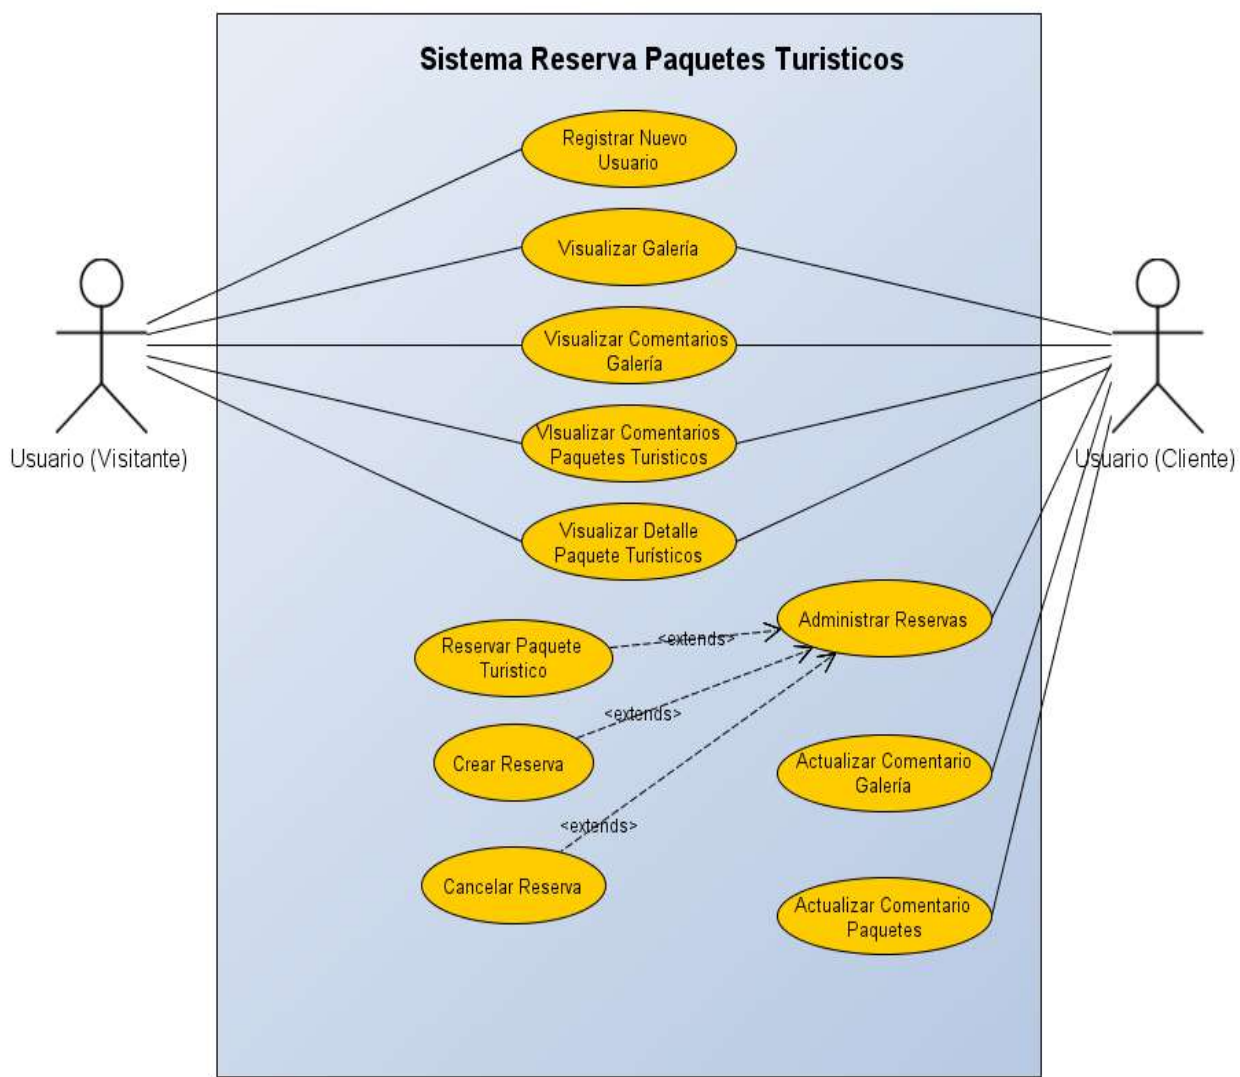 Sistema Reserva Paquetes Turisticos
Registrar Nuevo
Usuario
Visualizar Galería
Visualizar Comentarios
Galería
VIsualizar Comentarios
Paquetes Turisticos
Usuario (Visitante)
Usuario (Cliente)
Visualizar Detalle
Paquete Turísticos
Administrar Reservas
<extends>
Reservar Paquete
Turistico
<extends>
Crear Reserva
Actualizar Comentario
Galería
<extends>
Cancelar Reserva
Actualizar Comentario
Paquetes